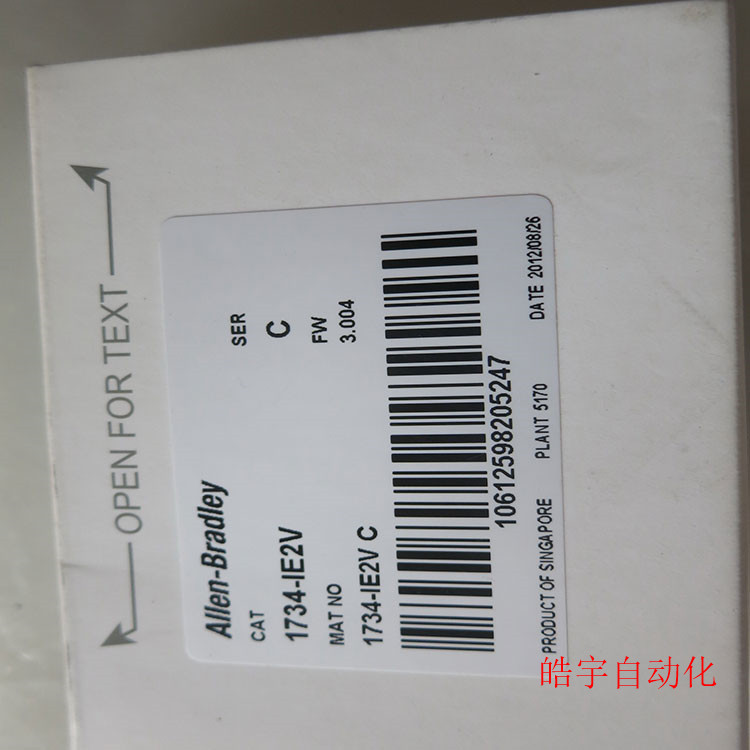 OPEN FOR TEXT
Allen-Bradley
CAT
SER
1734-IE2V
C
MAT NO
FW
1734-IE2V C
3.004
10612598205247
PRODUCT OF SINGAPORE PLANT 5170 DATE 2012/08/26
皓宇自动化